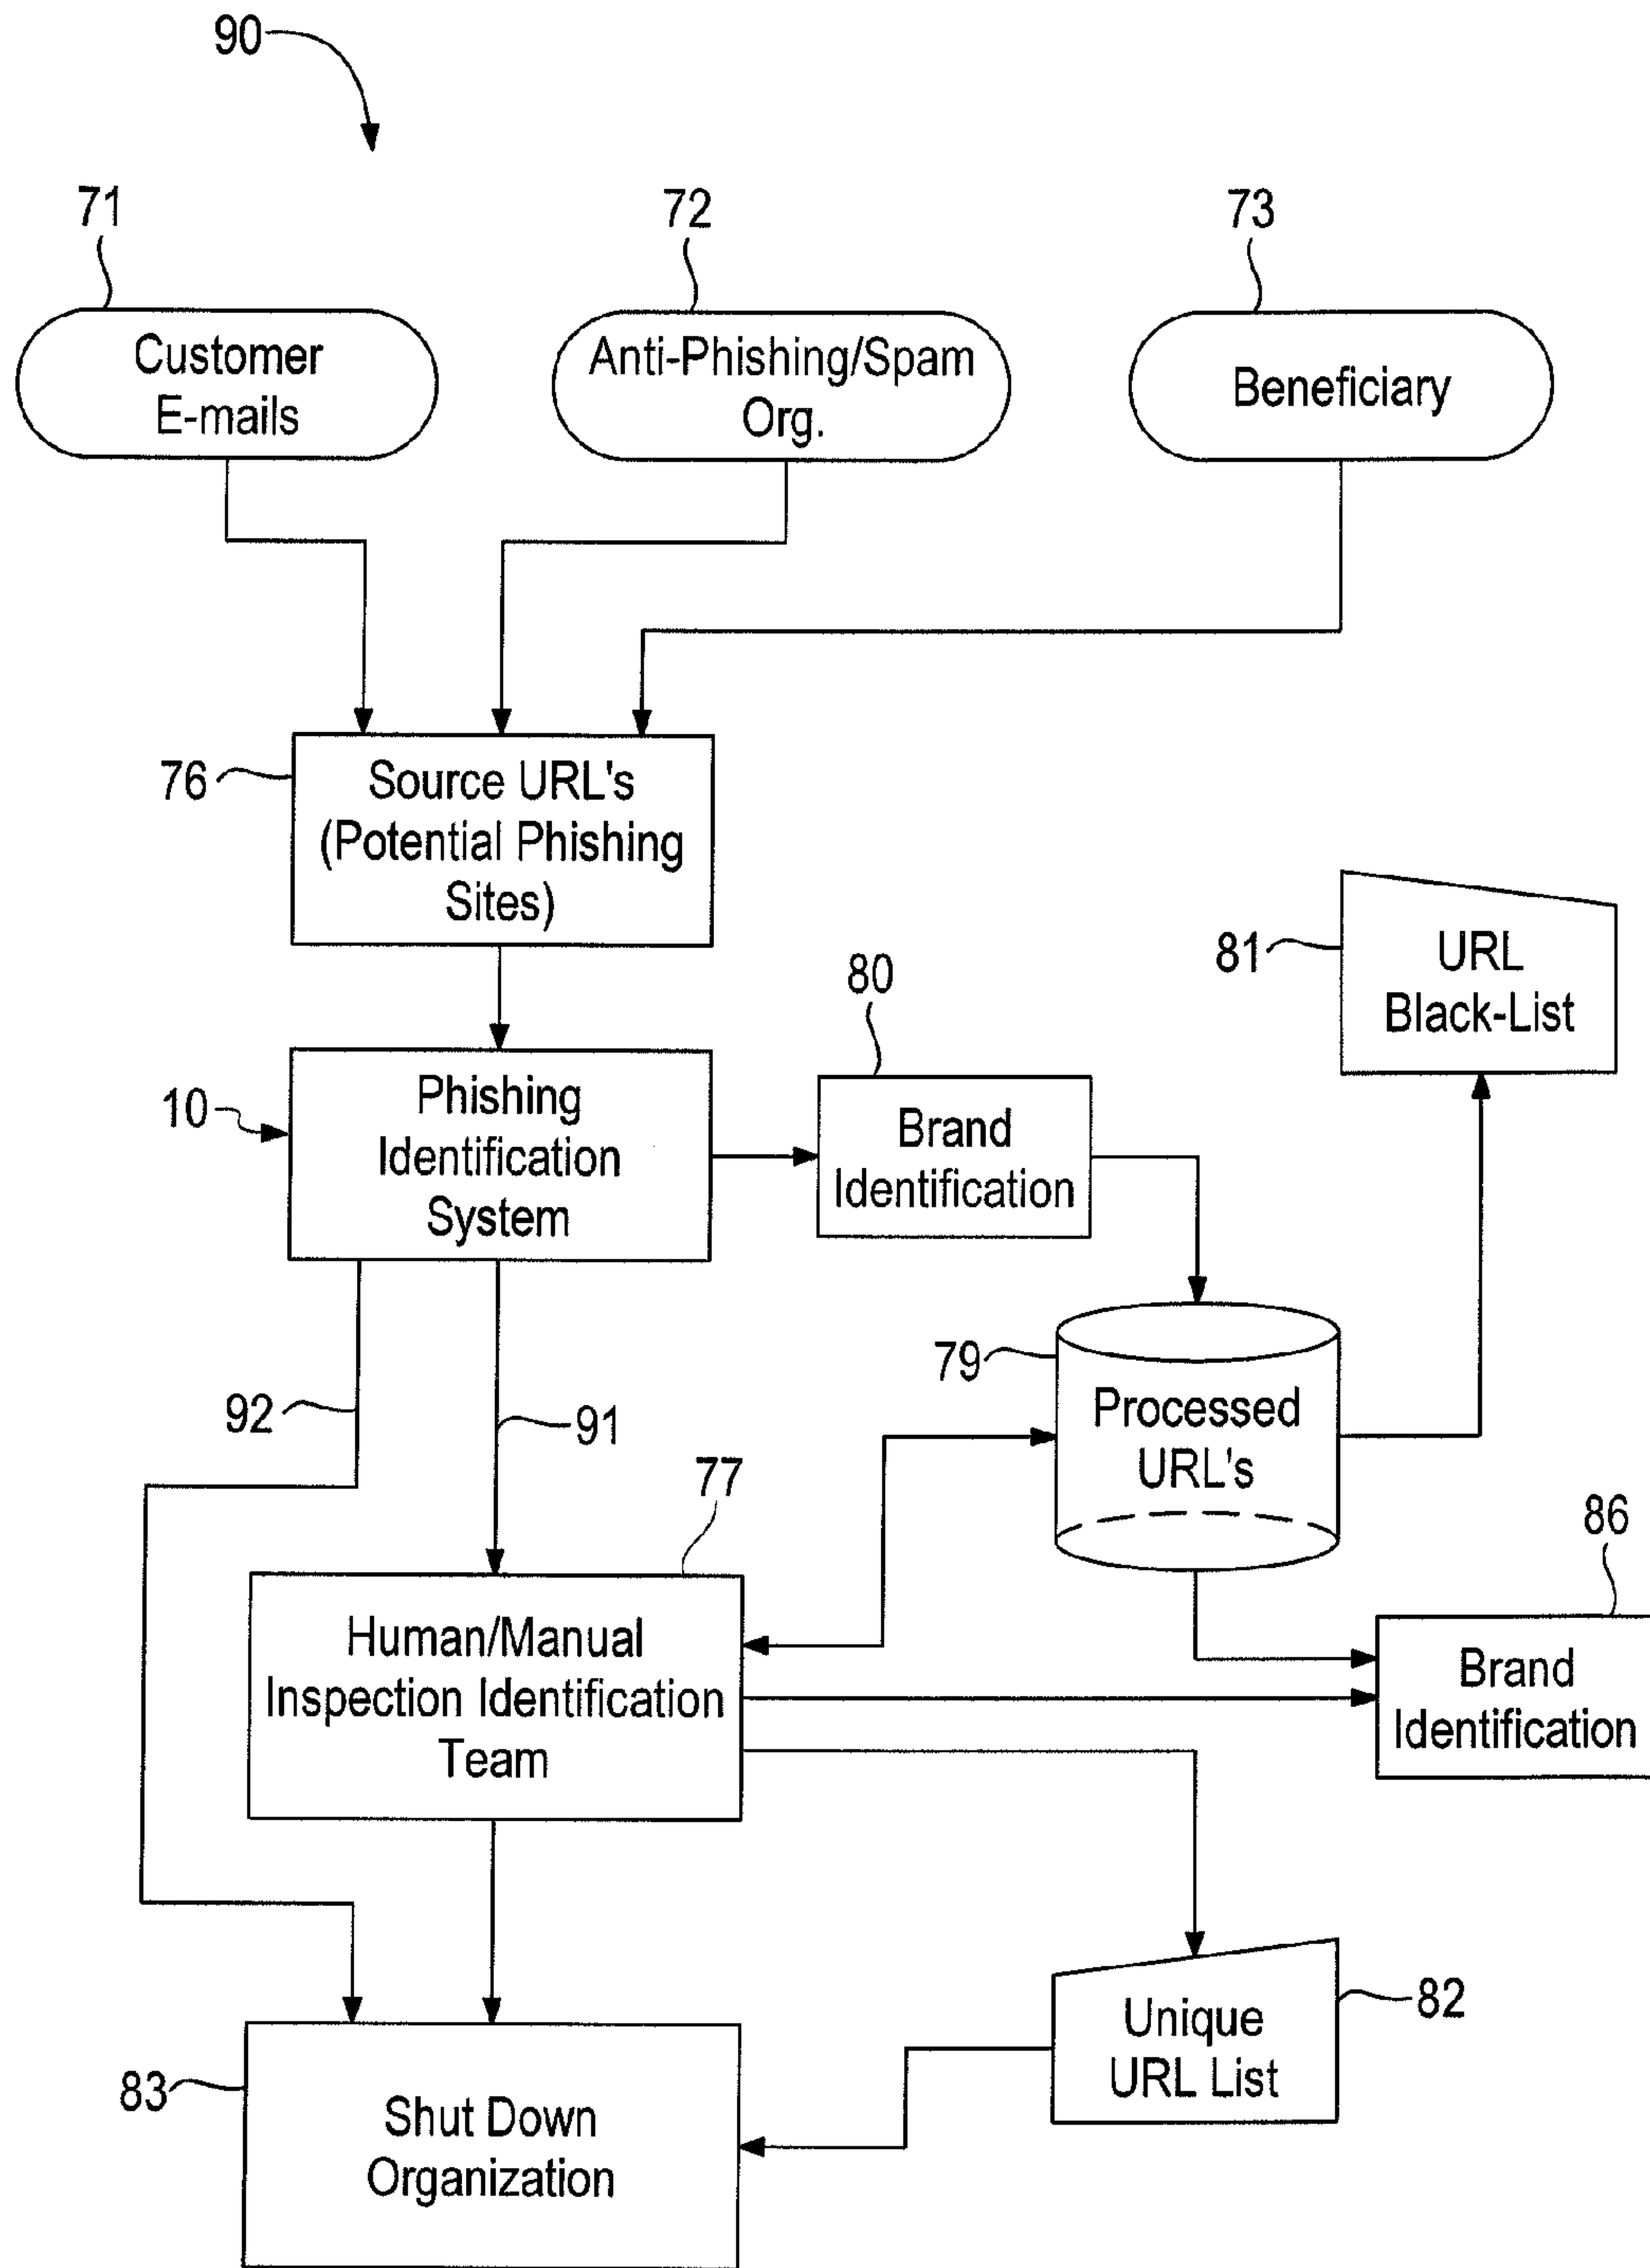 90
71
72
73
Customer
E-mails
Anti-Phishing/Spam
Org.
Beneficiary
76
Source URL's
(Potential Phishing
Sites)
81
URL
Black-List
80
10
Phishing
Identification
System
Brand
Identification
79
Processed
URL's
92
91
77
86
Human/Manual
Inspection Identification
Team
Brand
Identification
82
Unique
URL List
83
Shut Down
Organization